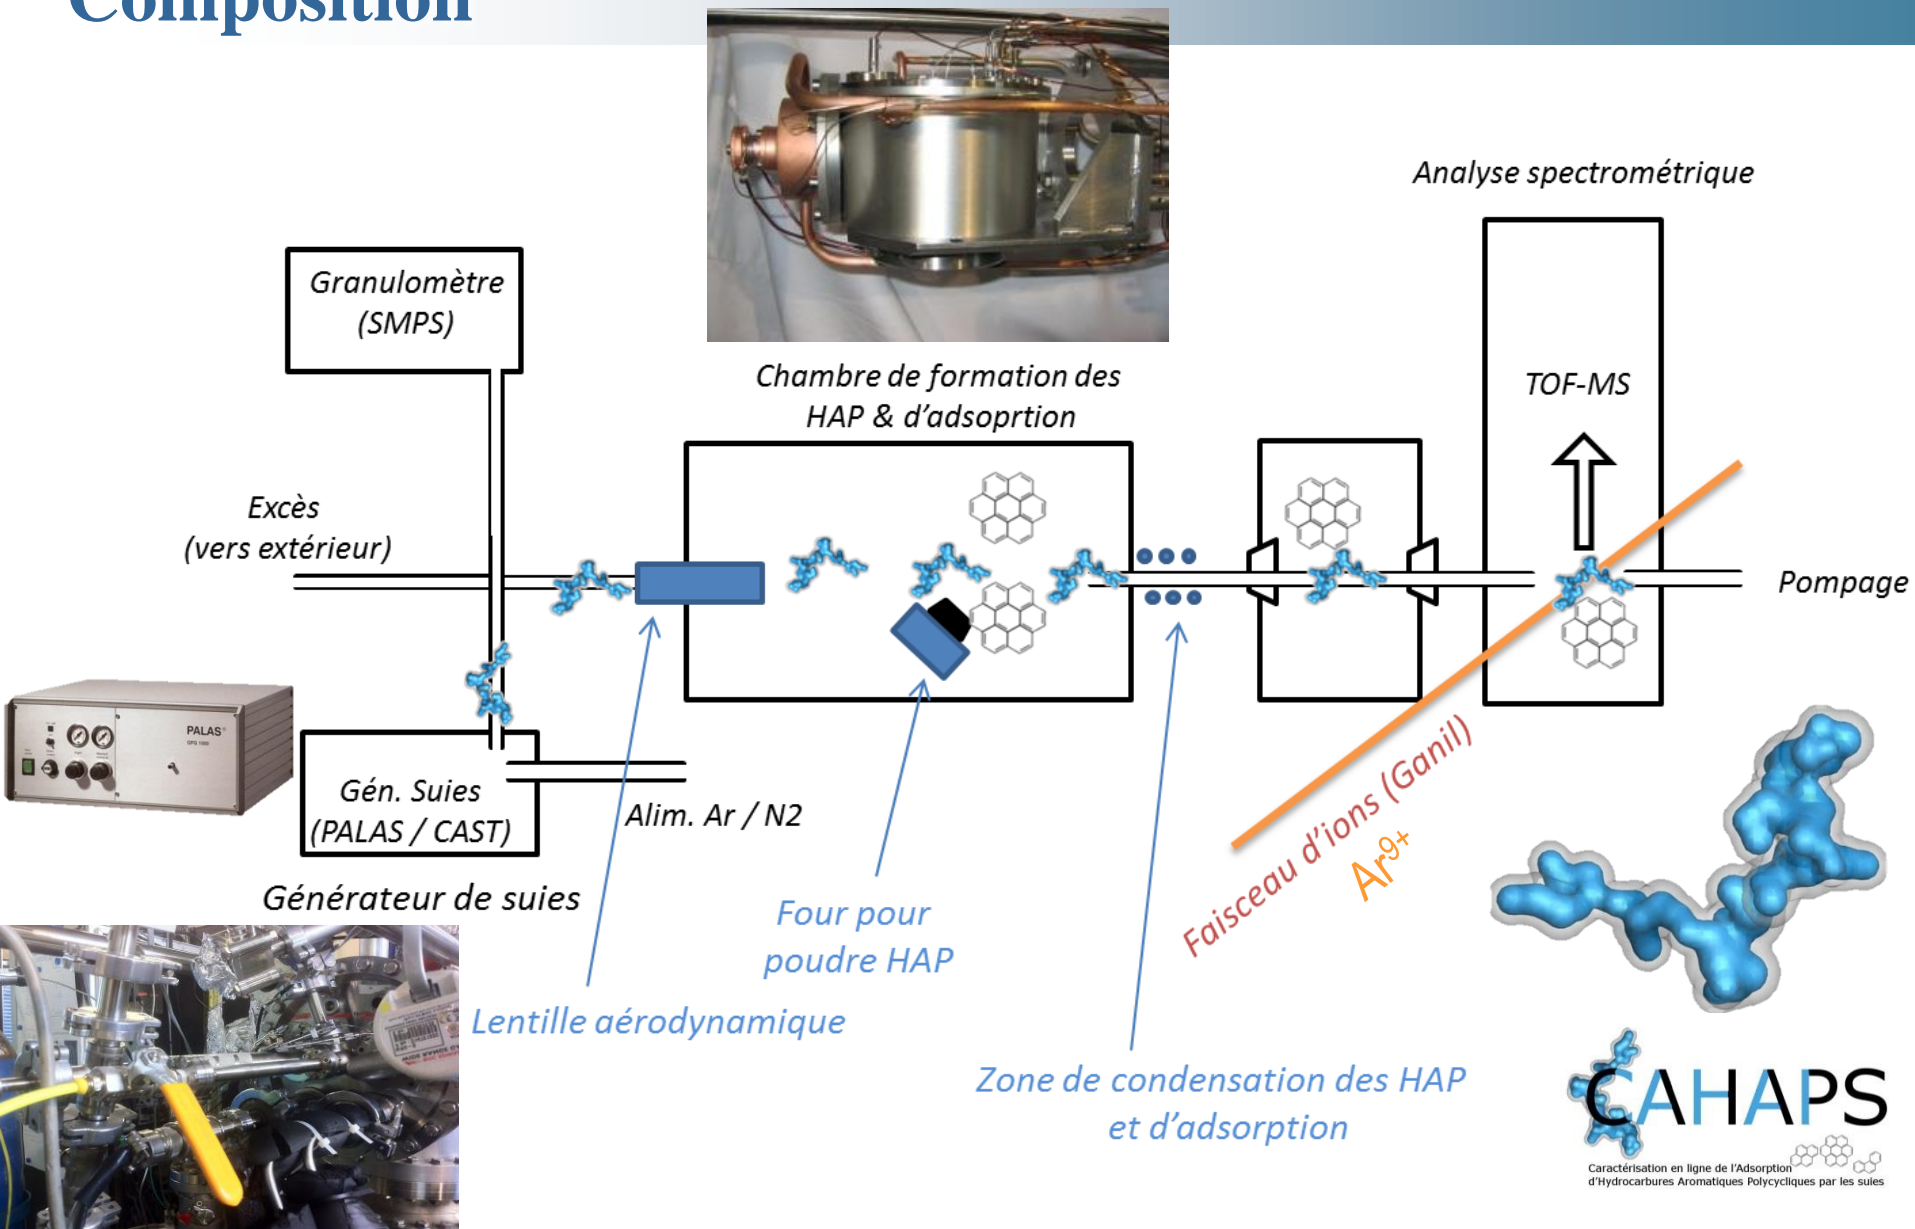 Composition
Analyse spectrométrique
Granulomètre
(SMPS)
Chambre de formation des
HAP & d'adsoprtion
TOF-MS
Excès
(vers extérieur)
Pompage
PALAS®
Gén. Suies
(PALAS / CAST)
Alim. Ar / N2
Générateur de suies
Four pour
poudre HAP
Faisceau d'ions (Ganil)
Ar9+
Lentille aérodynamique
Zone de condensation des HAP
et d'adsorption
CAHAPS
Caractérisation en ligne de l'Adsorption
d'Hydrocarbures Aromatiques Polycycliques par les suies